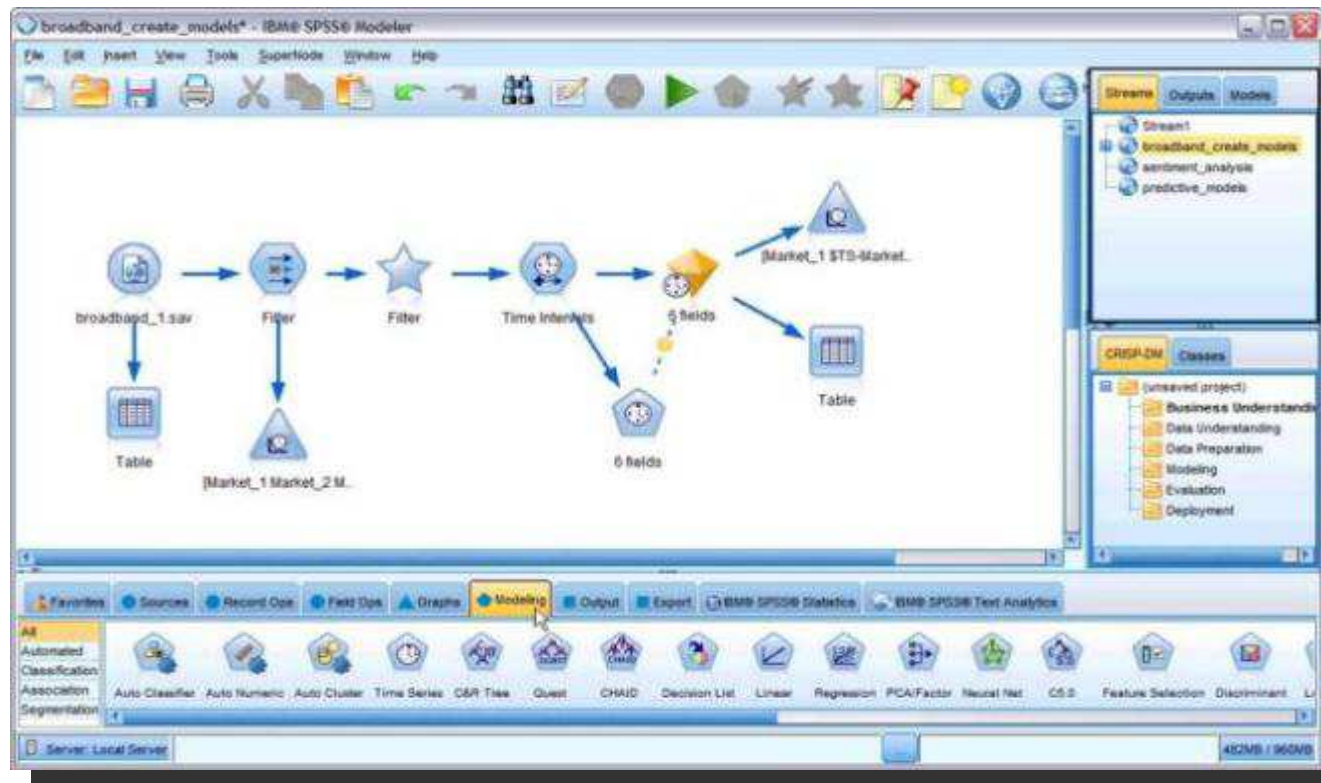 broadband_create_models* - IBM® SPSS® Modeler
File Edit Insert View Tools SuperNode Window Help
Streams Outputs Models
Stream1
broadband_create_models
sentiment_analysis
predictive_models
[Market_1 $TS-Market..
broadband_1.sav
Filter
Filter
Time Intervals
6 fields
Table
Table
[Market_1 Market_2 M..
6 fields
CRISP-DM Classes
(unsaved project)
Business Understandin
Data Understanding
Data Preparation
Modeling
Evaluation
Deployment
Favorites Sources Record Ops Field Ops Graphs Modeling Output Export IBM® SPSS® Statistics IBM® SPSS® Text Analytics
All
Automated
Classification
Association
Segmentation
Auto Classifier Auto Numeric Auto Cluster Time Series C&R Tree Quest CHAID Decision List Linear Regression PCA/Factor Neural Net C5.0 Feature Selection Discriminant
Server: Local Server
482MB / 960MB